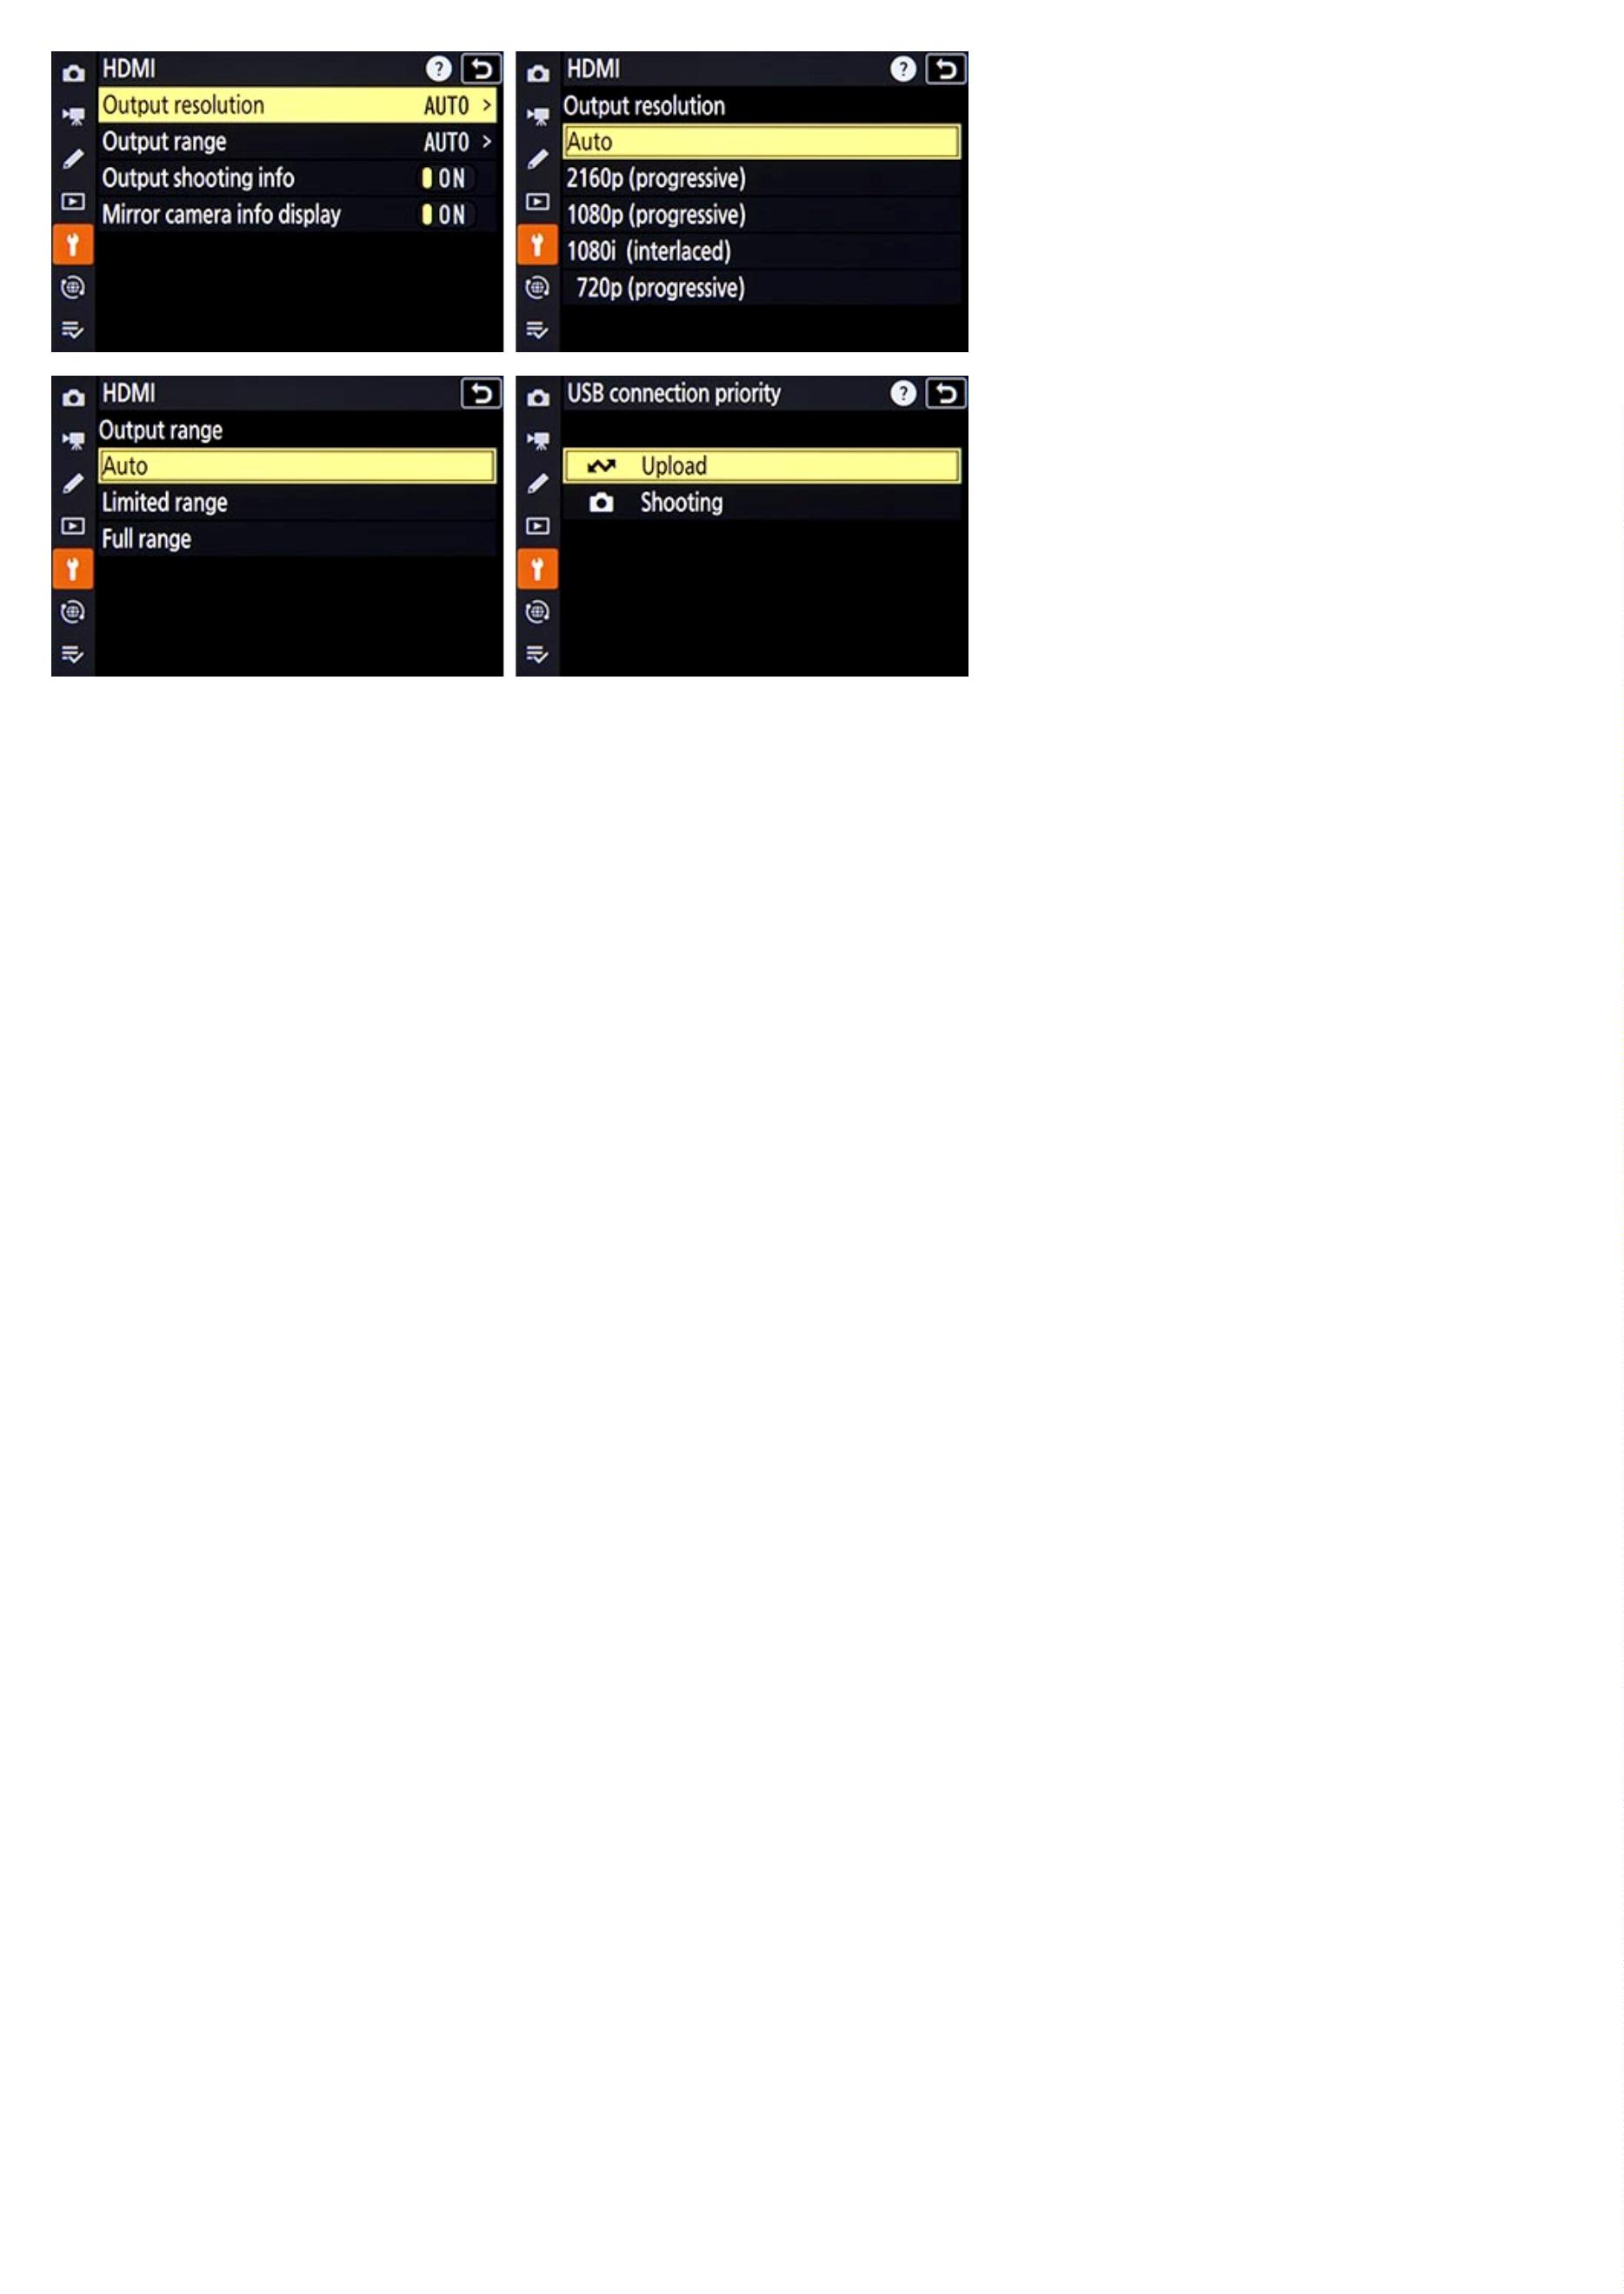 HDMI
Output resolution AUTO >
Output range AUTO >
Output shooting info ON
Mirror camera info display ON
HDMI
Output resolution
Auto
2160p (progressive)
1080p (progressive)
1080i (interlaced)
720p (progressive)
HDMI
Output range
Auto
Limited range
Full range
USB connection priority
Upload
Shooting